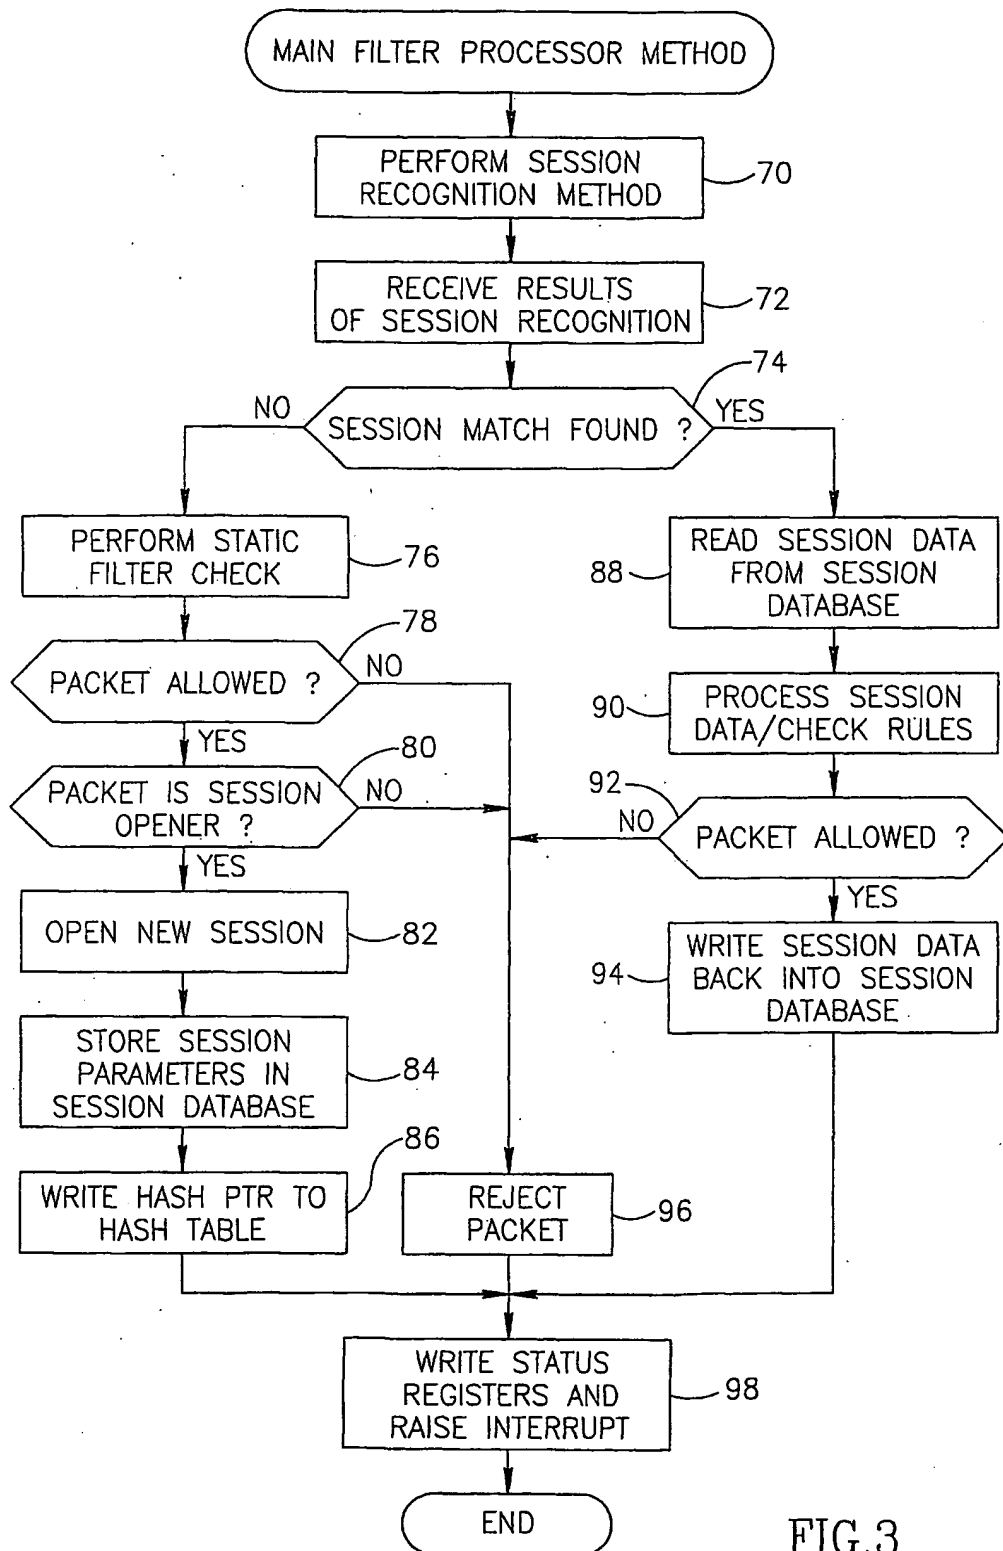 MAIN FILTER PROCESSOR METHOD
PERFORM SESSION
RECOGNITION METHOD
70
RECEIVE RESULTS
OF SESSION RECOGNITION
72
74
NO
SESSION MATCH FOUND ?
YES
PERFORM STATIC
FILTER CHECK
76
78
PACKET ALLOWED ?
NO
YES
80
PACKET IS SESSION
OPENER ?
NO
YES
OPEN NEW SESSION
82
STORE SESSION
PARAMETERS IN
SESSION DATABASE
84
86
WRITE HASH PTR TO
HASH TABLE
88
READ SESSION DATA
FROM SESSION
DATABASE
90
PROCESS SESSION
DATA/CHECK RULES
92
NO
PACKET ALLOWED ?
YES
94
WRITE SESSION DATA
BACK INTO SESSION
DATABASE
REJECT
PACKET
96
WRITE STATUS
REGISTERS AND
RAISE INTERRUPT
98
END
FIG.3